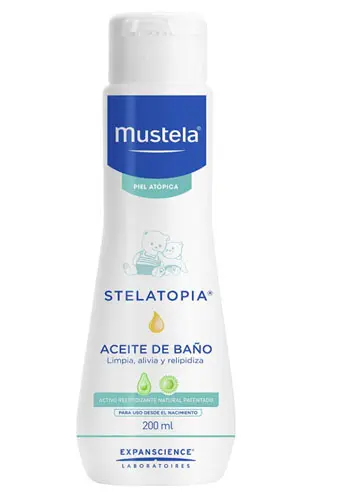 mustela®
PIEL ATÓPICA
STELATOPIA®
ACEITE DE BAÑO
Limpia, alivia y relipidiza
ACTIVO REDENSIFICANTE NATURAL PATENTADO
PARA USO DESDE EL NACIMIENTO
200 ml
EXPANSCIENCE®
LABORATOIRES